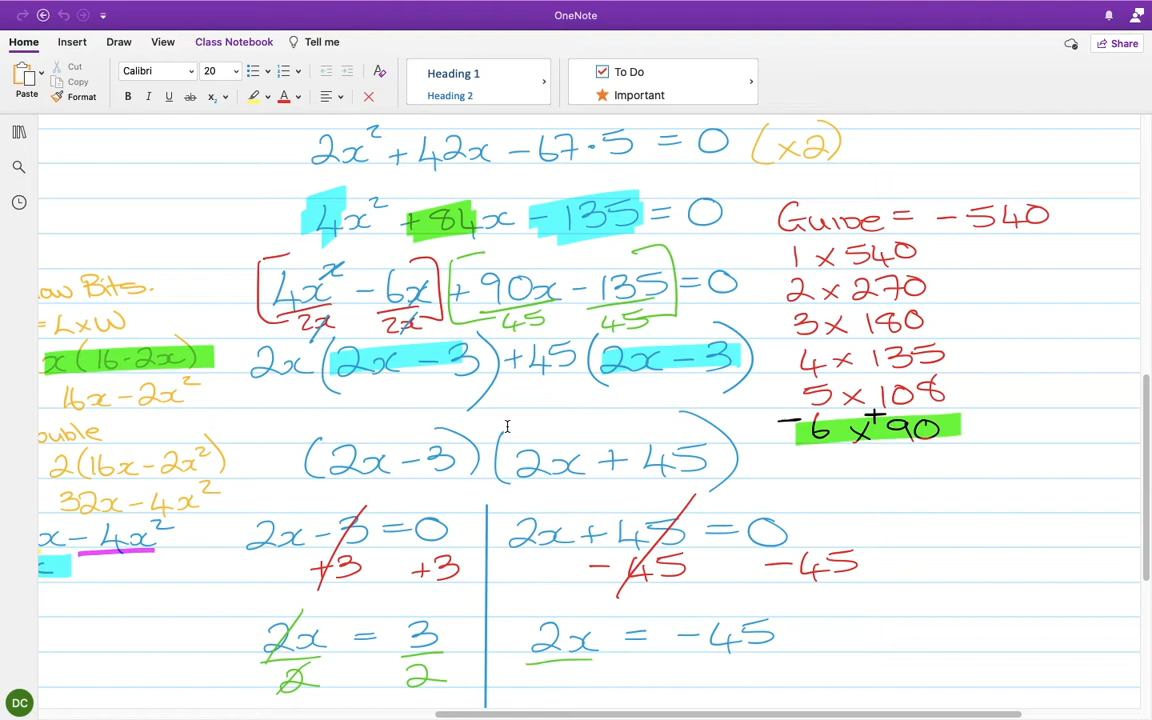 OneNote
Home Insert Draw View Class Notebook Tell me Share
Paste Cut Copy Format
Calibri 20
B I U ab x₂ A
Heading 1
Heading 2
To Do
Important
2x² + 42x - 67·5 = 0 (x2)
4x² + 84x - 135 = 0
Guide = - 540
1 x 540
2 x 270
3 x 180
4 x 135
5 x 108
-6 x +90
4x² - 6x + 90x - 135 = 0
2x 2x 45 45
2x(2x - 3) + 45(2x - 3)
(2x - 3)(2x + 45)
2x - 3 = 0
+3 +3
2x = 3
2 2
2x + 45 = 0
- 45 - 45
2x = - 45
Bits.
= L x W
x(16 - 2x)
16x - 2x²
2(16x - 2x²)
32x - 4x²
x - 4x²
DC